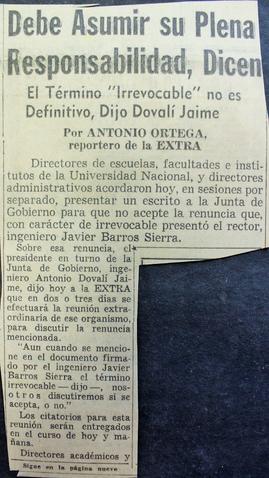 Debe Asumir su Plena
Responsabilidad, Dicen
El Término "Irrevocable" no es
Definitivo, Dijo Dovalí Jaime
Por ANTONIO ORTEGA,
reportero de la EXTRA
Directores de escuelas, facultades e insti-
tutos de la Universidad Nacional, y directores
administrativos acordaron hoy, en sesiones por
separado, presentar un escrito a la Junta de
Gobierno para que no acepte la renuncia que,
con carácter de irrevocable presentó el rector,
ingeniero Javier Barros Sierra.
Sobre esa renuncia, el
presidente en turno de la
Junta de Gobierno, inge-
niero Antonio Dovalí Jai-
me, dijo hoy a la EXTRA
que en dos o tres días se
efectuará la reunión extra-
ordinaria de ese organismo,
para discutir la renuncia
mencionada.
"Aun cuando se mencio-
ne en el documento firmado
por el ingeniero Javier
Barros Sierra el término
irrevocable —dijo—, nos-
otros discutiremos si se
acepta, o no."
Los citatorios para esta
reunión serán entregados
en el curso de hoy y ma-
ñana.
Directores académicos y
Sigue en la página nueve